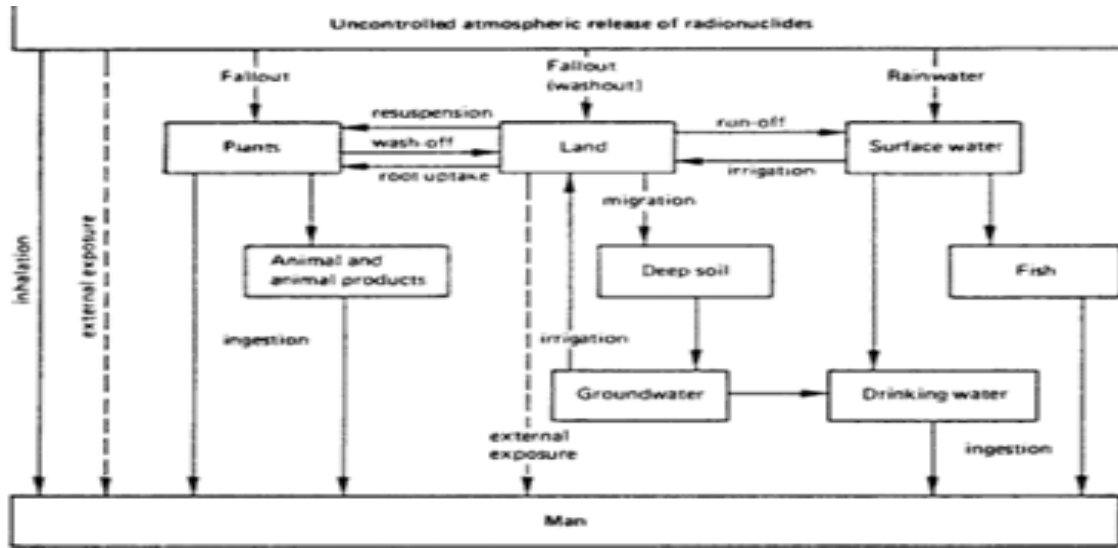 Uncontrolled atmospheric release of radionuclides
Fallout
Fallout
(washout)
Rainwater
resuspension
run-off
Plants
wash-off
Land
Surface water
root uptake
irrigation
migration
inhalation
external exposure
Animal and
animal products
Deep soil
Fish
ingestion
irrigation
Groundwater
Drinking water
external
exposure
ingestion
Man